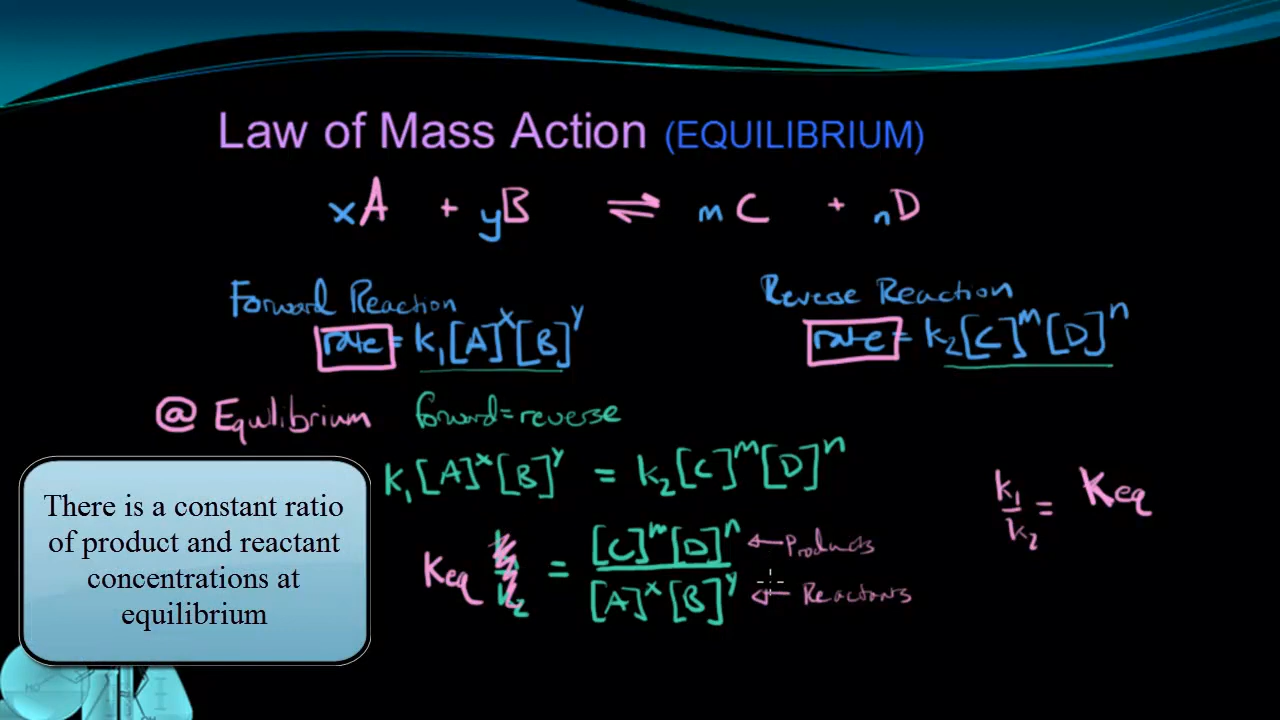 Law of Mass Action (EQUILIBRIUM)
xA + yB ⇌ mC + nD
Forward Reaction
rate = k₁[A]ˣ[B]ʸ
Reverse Reaction
rate = k₂[C]ᵐ[D]ⁿ
@ Equilibrium forward = reverse
k₁[A]ˣ[B]ʸ = k₂[C]ᵐ[D]ⁿ
k₁/k₂ = Keq
Keq = [C]ᵐ[D]ⁿ ← Products
[A]ˣ[B]ʸ ← Reactants
There is a constant ratio
of product and reactant
concentrations at
equilibrium
HO
OH